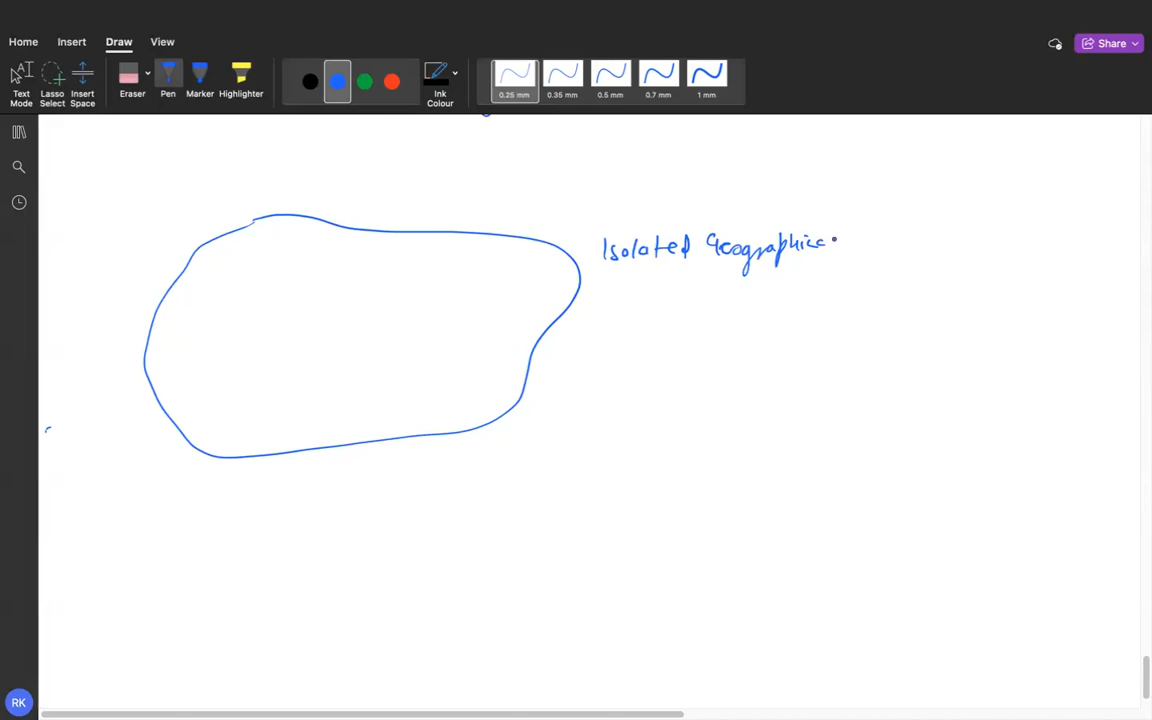 Home Insert Draw View
Share
Text Mode
Lasso Select
Insert Space
Eraser
Pen
Marker
Highlighter
Ink Colour
0.25 mm
0.35 mm
0.5 mm
0.7 mm
1 mm
Isolated Geographica
RK